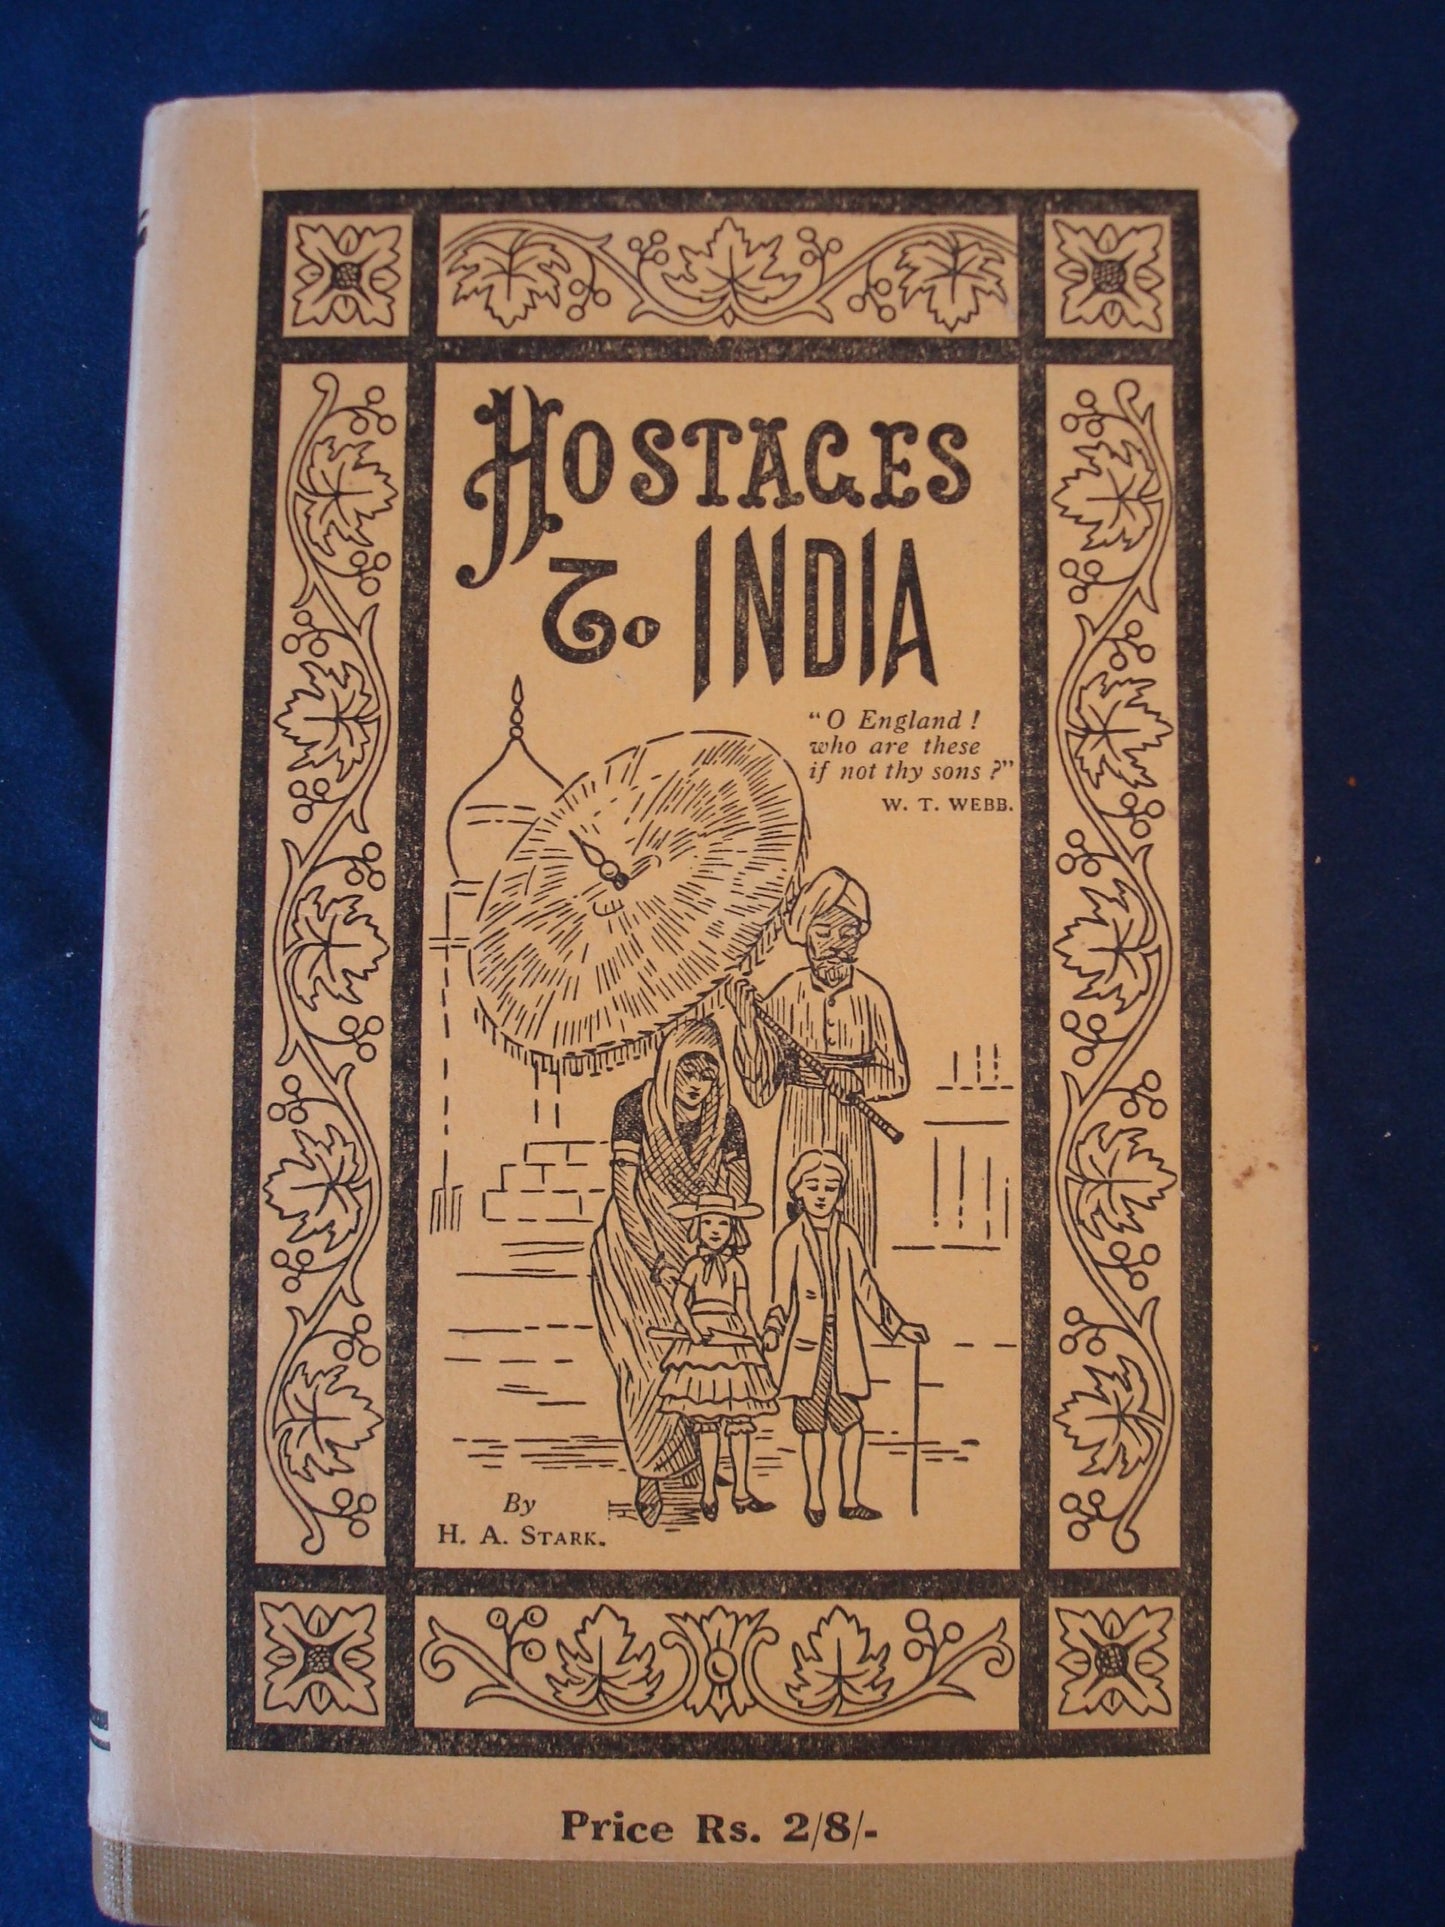 HOSTAGES
To INDIA
“O England!
who are these
if not thy sons?”
W. T. WEBB.
By
H. A. STARK.
Price Rs. 2/8/-